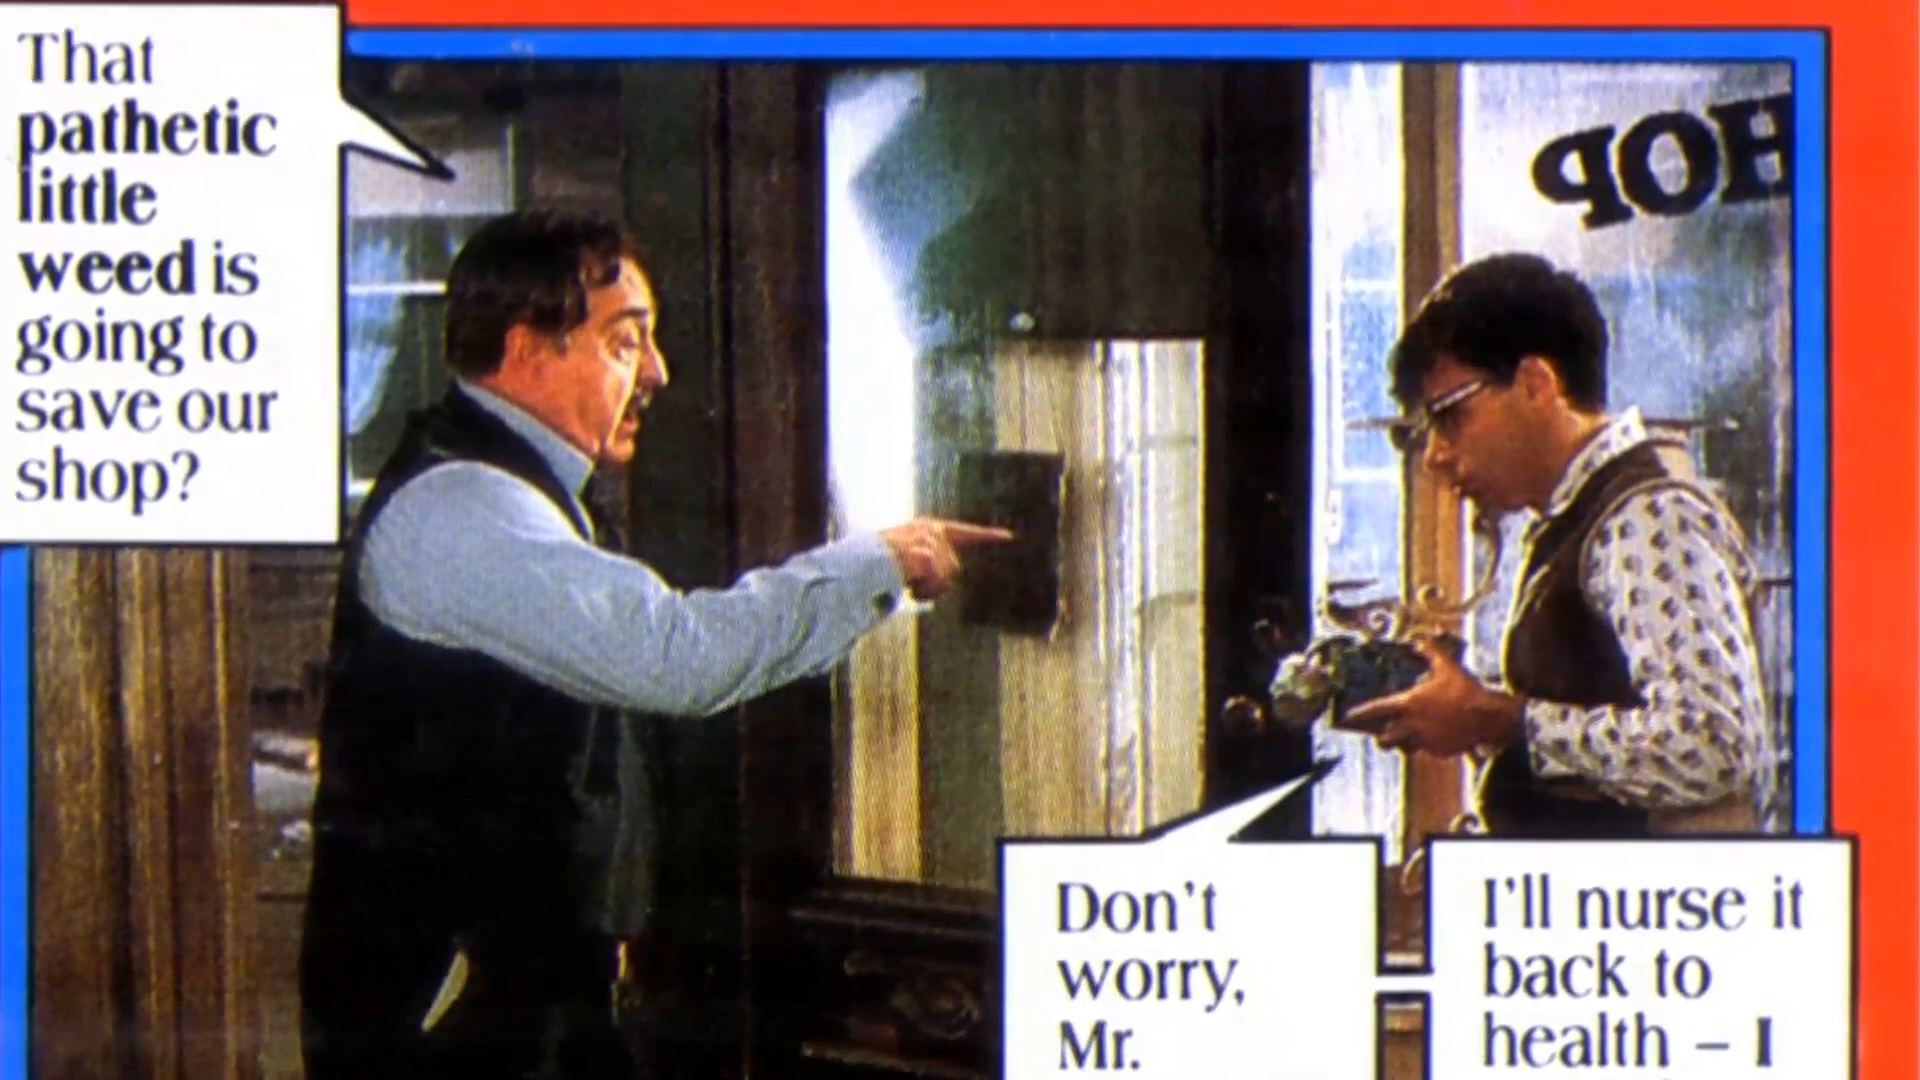 That
pathetic
little
weed is
going to
save our
shop?
HOP
Don't
worry,
Mr.
I'll nurse it
back to
health – I